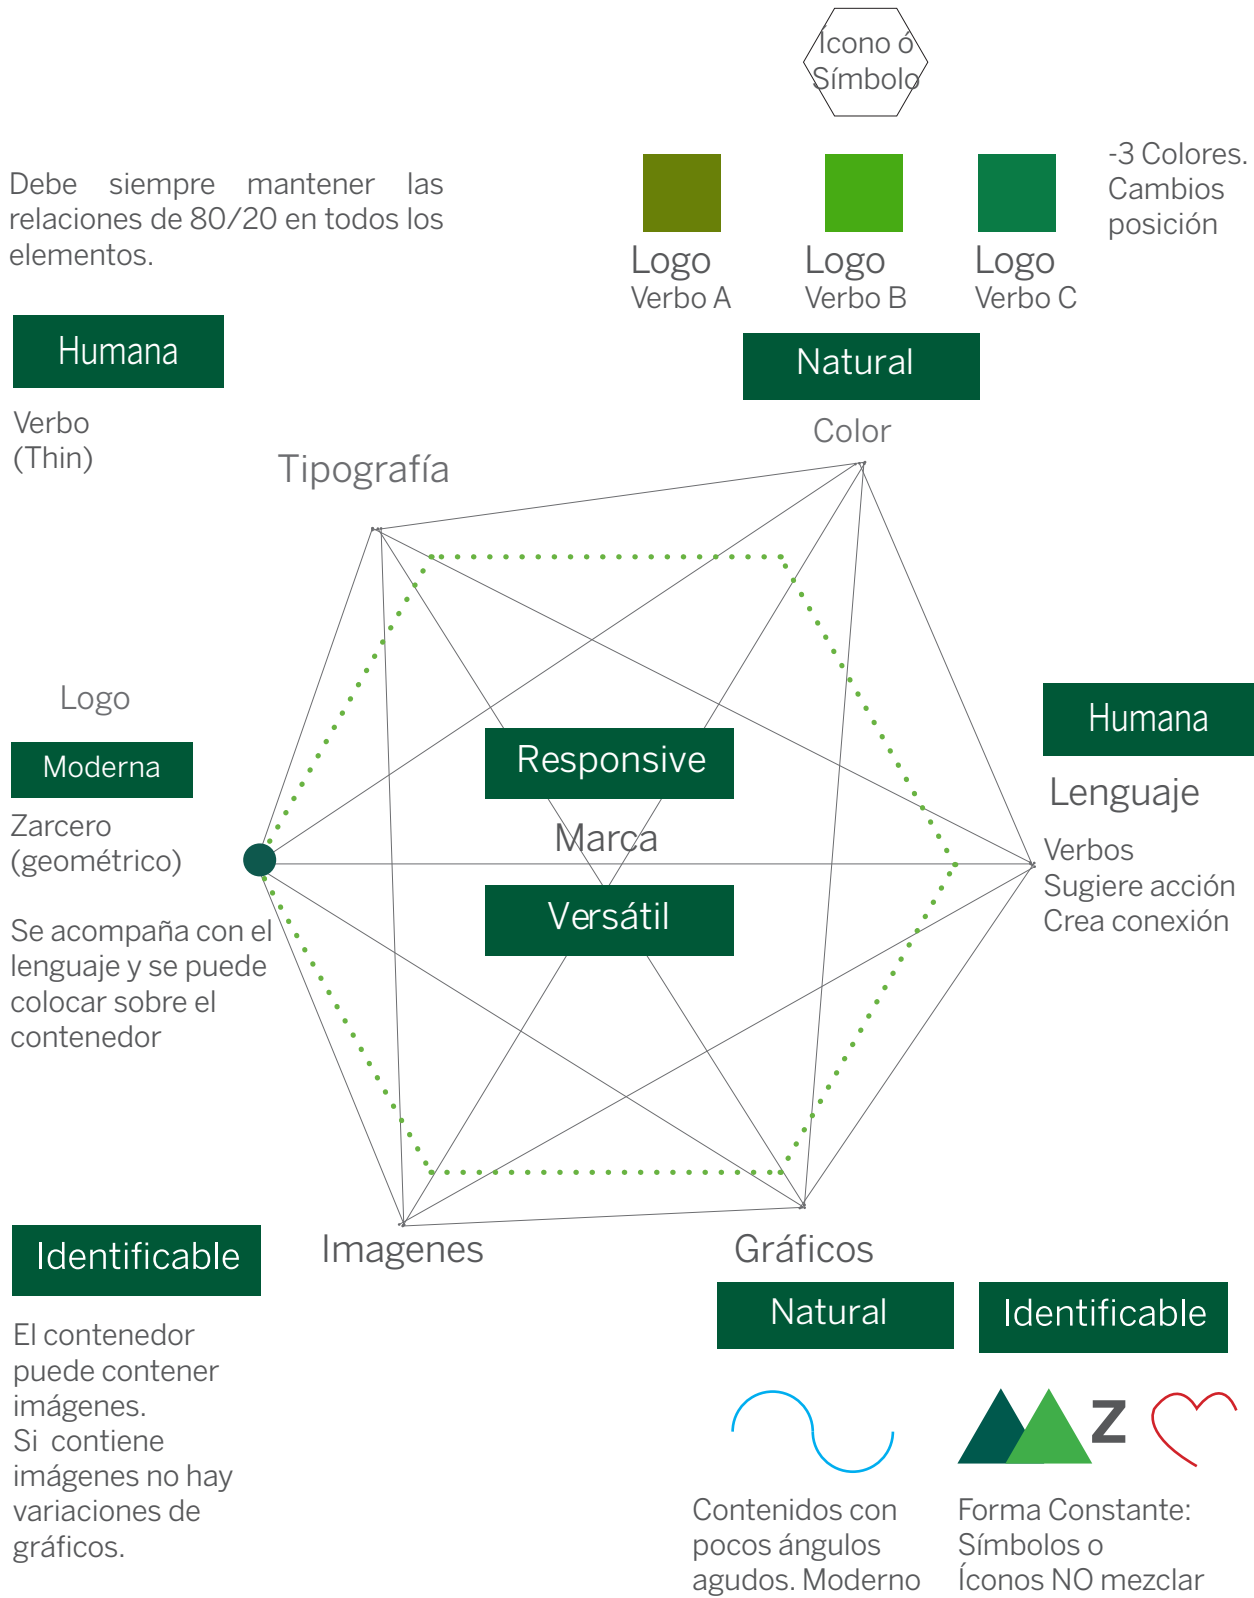 Ícono ó
Símbolo
Debe siempre mantener las
relaciones de 80/20 en todos los
elementos.
-3 Colores.
Cambios
posición
Logo
Verbo A
Logo
Verbo B
Logo
Verbo C
Humana
Verbo
(Thin)
Natural
Color
Tipografía
Logo
Moderna
Zarcero
(geométrico)
Se acompaña con el
lenguaje y se puede
colocar sobre el
contenedor
Responsive
Marca
Versátil
Humana
Lenguaje
Verbos
Sugiere acción
Crea conexión
Identificable
El contenedor
puede contener
imágenes.
Si contiene
imágenes no hay
variaciones de
gráficos.
Imagenes
Gráficos
Natural
Contenidos con
pocos ángulos
agudos. Moderno
Identificable
Z
Forma Constante:
Símbolos o
Íconos NO mezclar